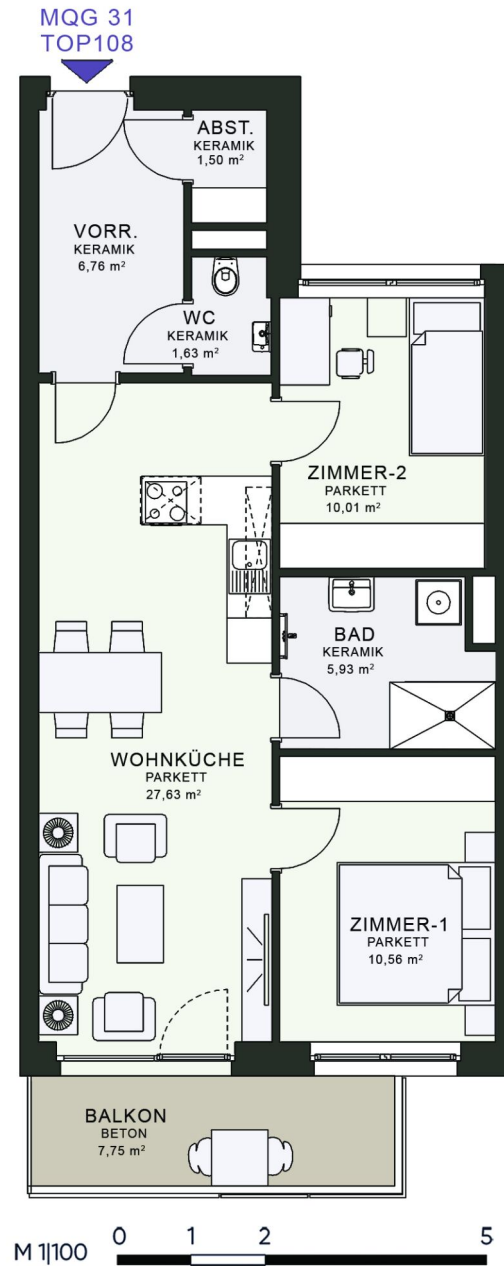 MQG 31
TOP108
ABST.
KERAMIK
1,50 m²
VORR.
KERAMIK
6,76 m²
WC
KERAMIK
1,63 m²
ZIMMER-2
PARKETT
10,01 m²
BAD
KERAMIK
5,93 m²
WOHNKÜCHE
PARKETT
27,63 m²
ZIMMER-1
PARKETT
10,56 m²
BALKON
BETON
7,75 m²
M 1|100 0 1 2 5